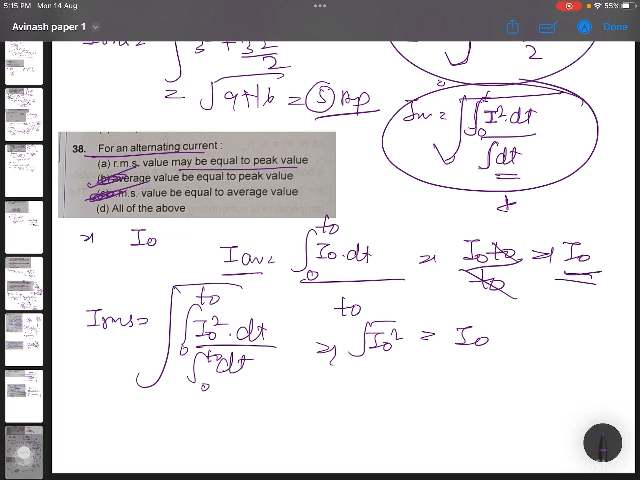 5:15 PM Mon 14 Aug
55%
Avinash paper 1
Done
= √9+16 = 5 Amp
2
∫₀ I².dt
∫dt
38. For an alternating current :
(a) r.m.s. value may be equal to peak value
(b) average value be equal to peak value
(c) r.m.s. value be equal to average value
(d) All of the above
⇒ I₀
Iav = ∫₀^t₀ I₀.dt / t₀ ⇒ I₀t₀ / t₀ ⇒ I₀
Irms = √∫₀^t₀ I₀².dt / ∫₀^t₀ dt ⇒ √I₀² = I₀